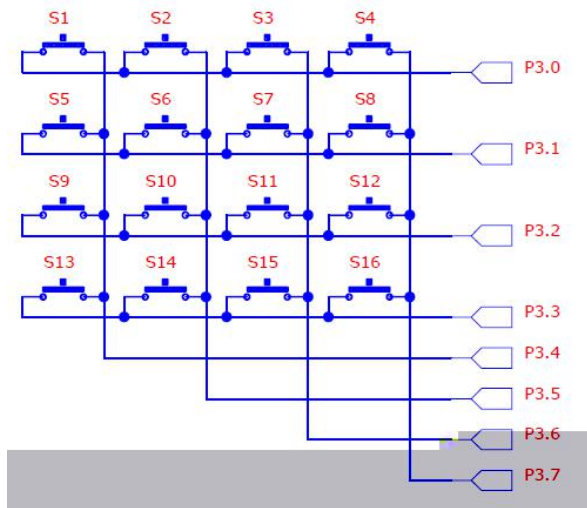 S1 S2 S3 S4
P3.0
S5 S6 S7 S8
P3.1
S9 S10 S11 S12
P3.2
S13 S14 S15 S16
P3.3
P3.4
P3.5
P3.6
P3.7